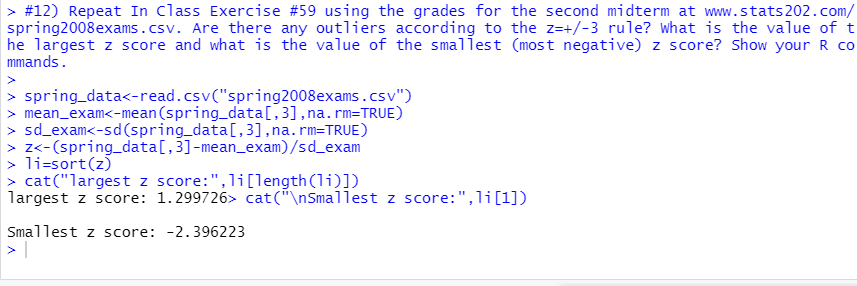 > #12) Repeat In Class Exercise #59 using the grades for the second midterm at www.stats202.com/
spring2008exams.csv. Are there any outliers according to the z=+/-3 rule? What is the value of t
he largest z score and what is the value of the smallest (most negative) z score? Show your R co
mmands.
>
> spring_data<-read.csv("spring2008exams.csv")
> mean_exam<-mean(spring_data[,3],na.rm=TRUE)
> sd_exam<-sd(spring_data[,3],na.rm=TRUE)
> z<-(spring_data[,3]-mean_exam)/sd_exam
> li=sort(z)
> cat("largest z score:",li[length(li)])
largest z score: 1.299726> cat("\nSmallest z score:",li[1])
Smallest z score: -2.396223
>